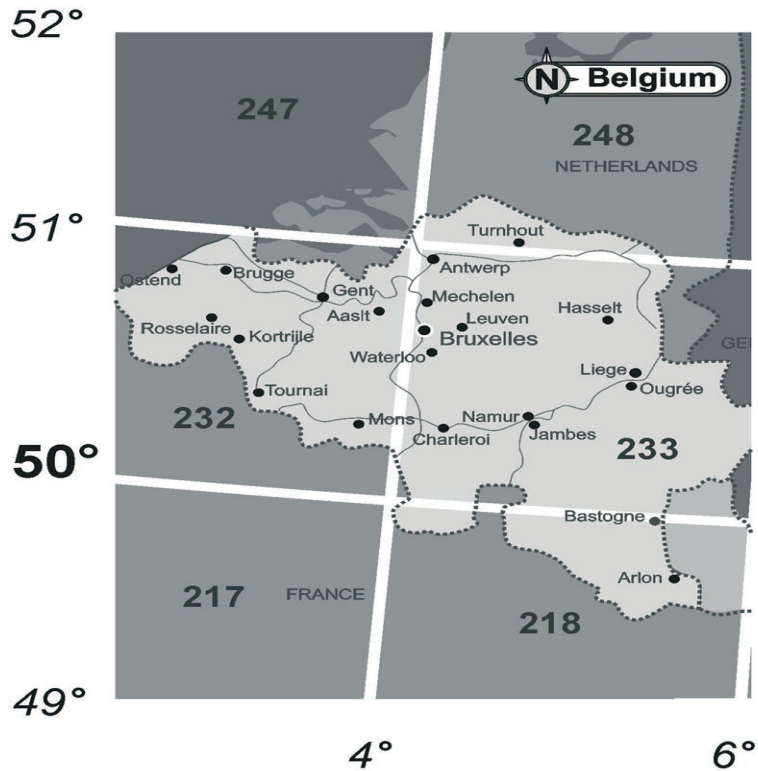 52°
N Belgium
247
248
NETHERLANDS
51°
Turnhout
Antwerp
Ostend
Brugge
Gent
Mechelen
Aaslt
Hasselt
Leuven
Rosselaire
Kortrijle
Bruxelles
GE
Waterloo
Liege
Ougrée
Tournai
232
Mons
Namur
Charleroi
Jambes
233
50°
Bastogne
Arlon
217
FRANCE
218
49°
4°
6°